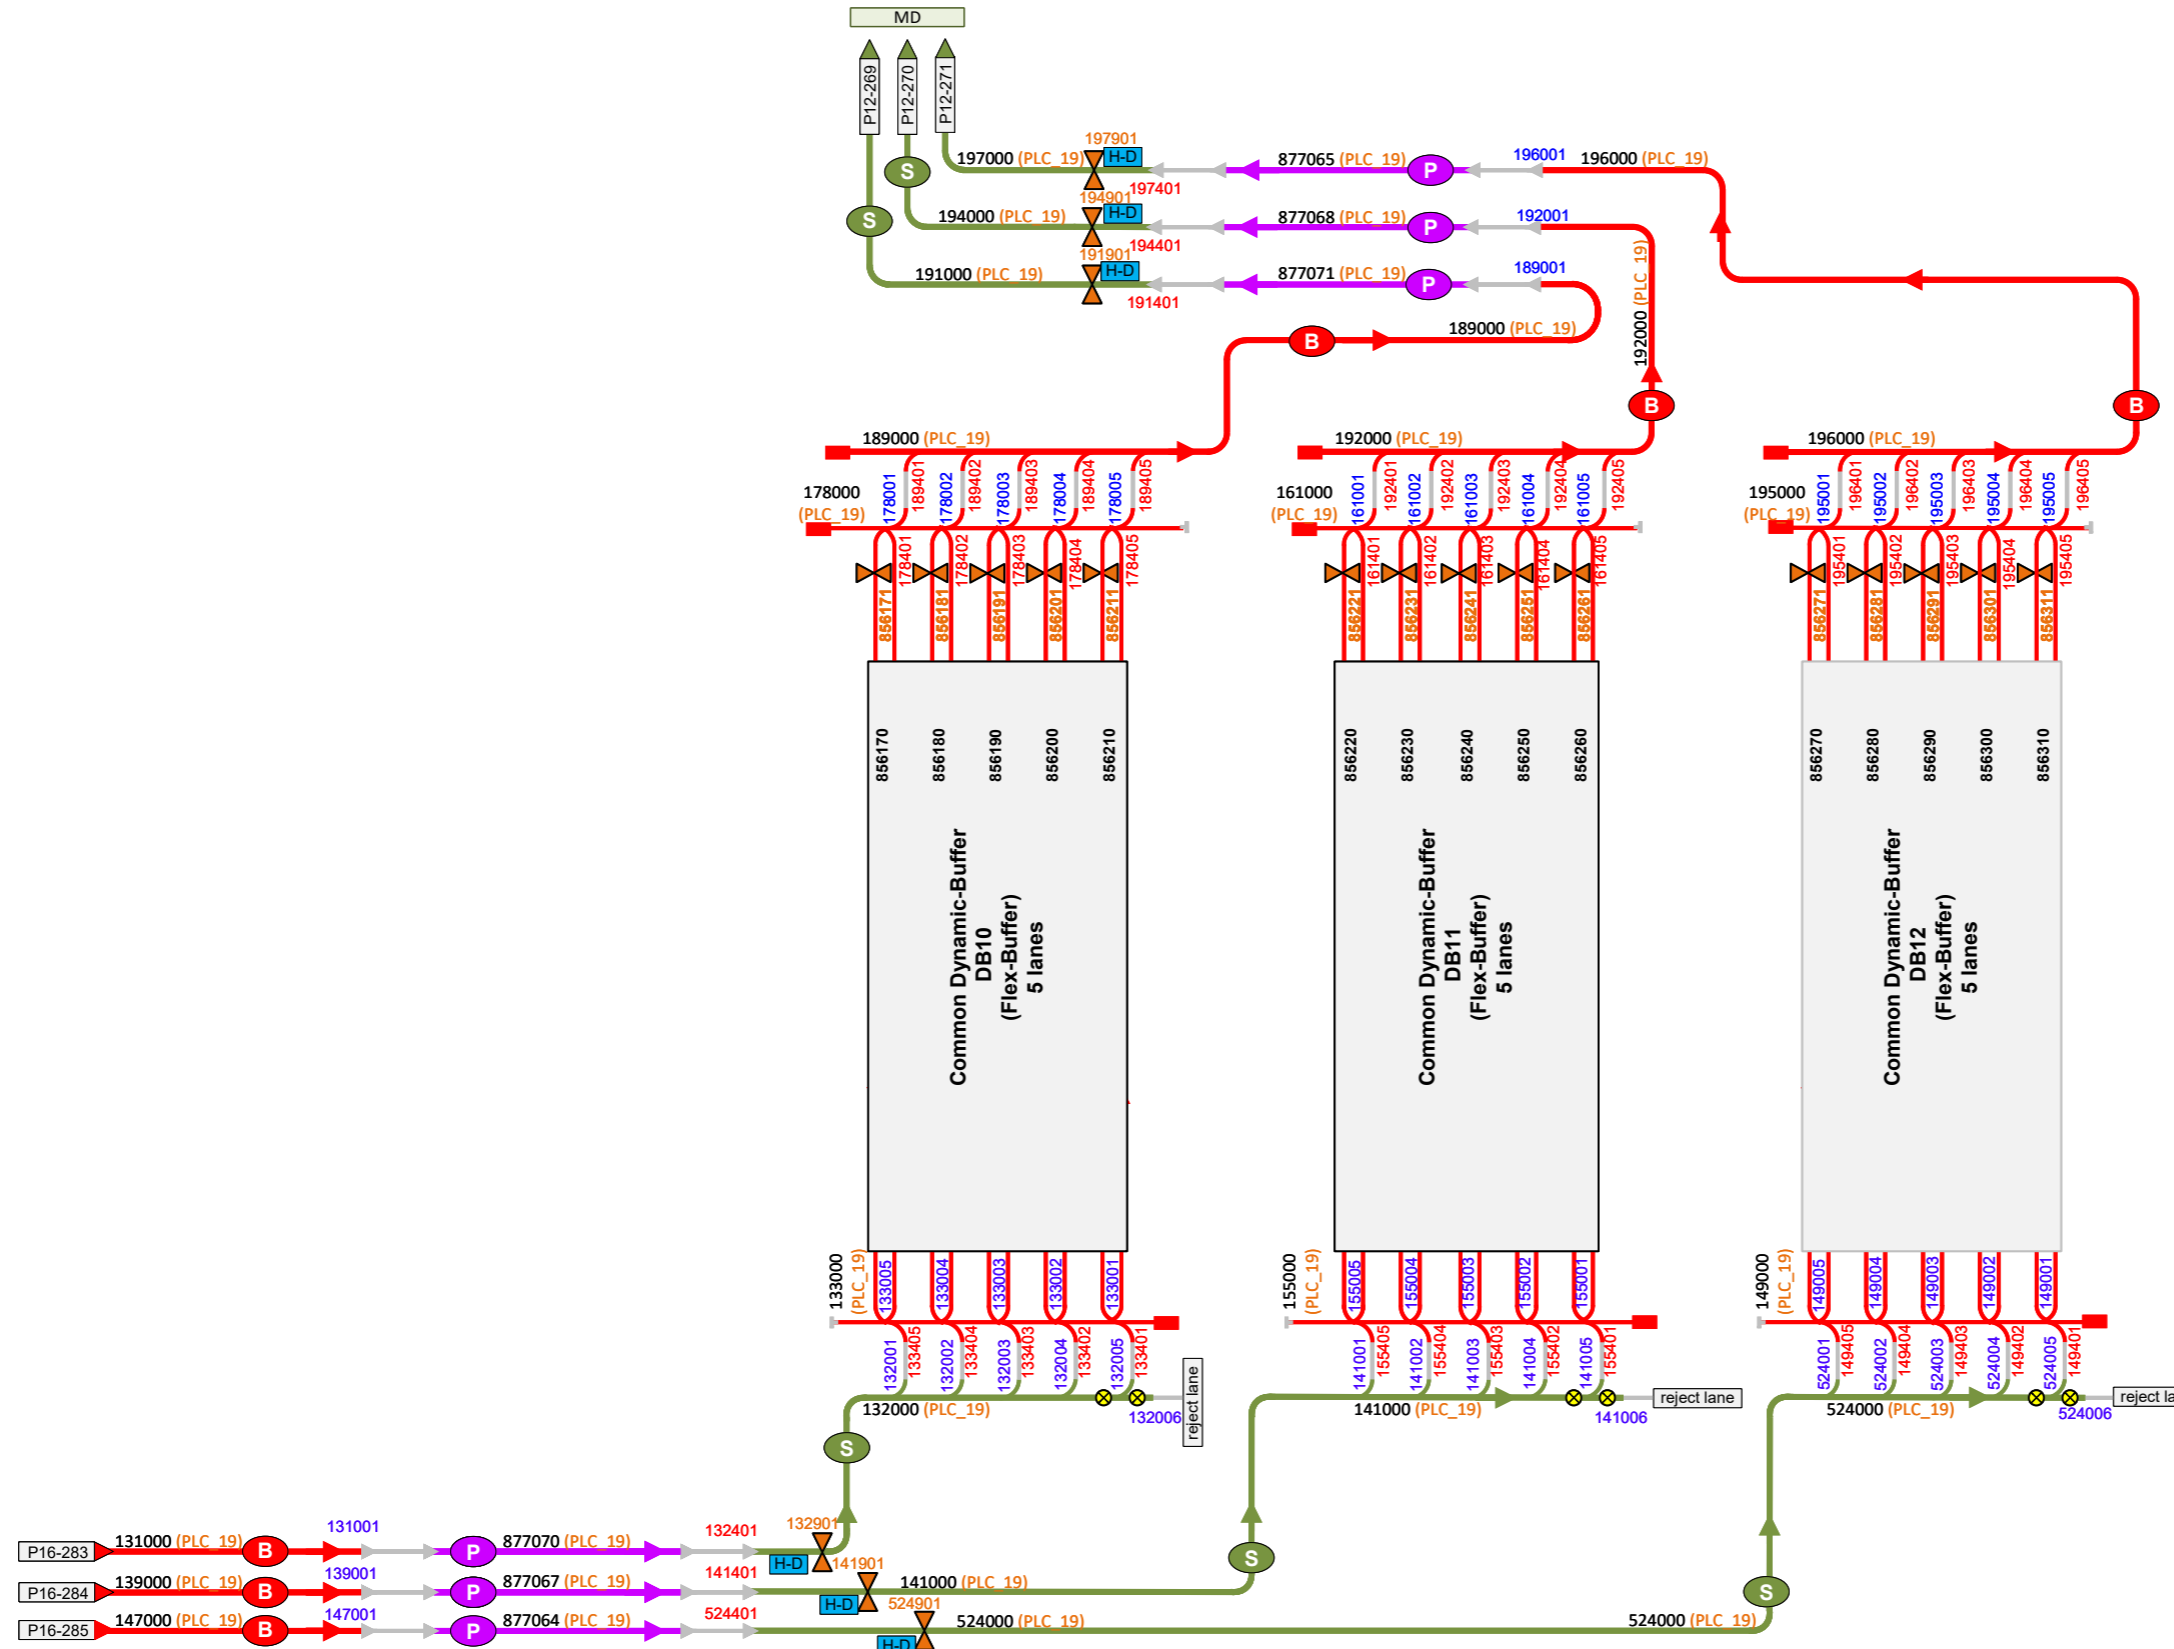 MD
P12-269
P12-270
P12-271
197901
197000 (PLC_19)
H-D
197401
877065 (PLC_19)
P
196001
196000 (PLC_19)
S
194901
194000 (PLC_19)
H-D
194401
877068 (PLC_19)
P
192001
S
191901
191000 (PLC_19)
H-D
191401
877071 (PLC_19)
P
189001
192000 (PLC_19)
B
189000 (PLC_19)
B
B
189000 (PLC_19)
192000 (PLC_19)
196000 (PLC_19)
178000
(PLC_19)
178001
189401
178002
189402
178003
189403
178004
189404
178005
189405
161000
(PLC_19)
161001
192401
161002
192402
161003
192403
161004
192404
161005
192405
195000
(PLC_19)
195001
196401
195002
196402
195003
196403
195004
196404
195005
196405
178401
178402
178403
178404
178405
161401
161402
161403
161404
161405
195401
195402
195403
195404
195405
856171
856181
856191
856201
856211
856221
856231
856241
856251
856261
856271
856281
856291
856301
856311
856170
856180
856190
856200
856210
856220
856230
856240
856250
856260
856270
856280
856290
856300
856310
Common Dynamic-Buffer
DB10
(Flex-Buffer)
5 lanes
Common Dynamic-Buffer
DB11
(Flex-Buffer)
5 lanes
Common Dynamic-Buffer
DB12
(Flex-Buffer)
5 lanes
133000
(PLC_19)
133005
133004
133003
133002
133001
155000
(PLC_19)
155005
155004
155003
155002
155001
149000
(PLC_19)
149005
149004
149003
149002
149001
132001
133405
132002
133404
132003
133403
132004
133402
132005
133401
141001
155405
141002
155404
141003
155403
141004
155402
141005
155401
524001
149405
524002
149404
524003
149403
524004
149402
524005
149401
132000 (PLC_19)
132006
reject lane
141000 (PLC_19)
141006
reject lane
524000 (PLC_19)
524006
reject la
S
P16-283
131000 (PLC_19)
B
131001
P
877070 (PLC_19)
132401
132901
H-D
S
P16-284
139000 (PLC_19)
B
139001
P
877067 (PLC_19)
141401
141901
H-D
141000 (PLC_19)
S
P16-285
147000 (PLC_19)
B
147001
P
877064 (PLC_19)
524401
524901
H-D
524000 (PLC_19)
524000 (PLC_19)